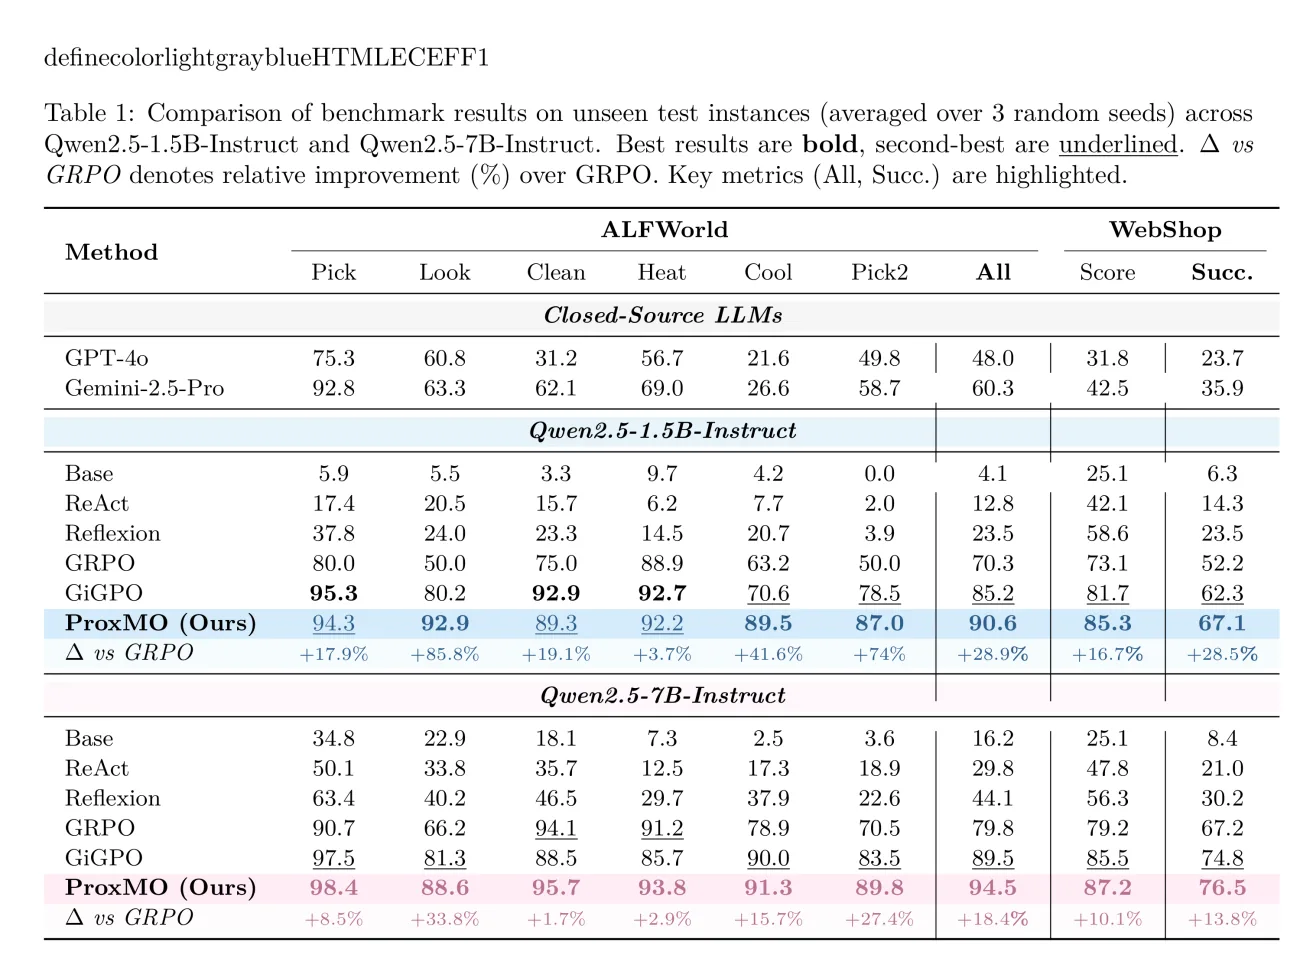 definecolorlightgrayblueHTMLECEFF1
Table 1: Comparison of benchmark results on unseen test instances (averaged over 3 random seeds) across
Qwen2.5-1.5B-Instruct and Qwen2.5-7B-Instruct. Best results are bold, second-best are underlined. Δ vs
GRPO denotes relative improvement (%) over GRPO. Key metrics (All, Succ.) are highlighted.
Method ALFWorld WebShop
Pick Look Clean Heat Cool Pick2 All Score Succ.
Closed-Source LLMs
GPT-4o 75.3 60.8 31.2 56.7 21.6 49.8 48.0 31.8 23.7
Gemini-2.5-Pro 92.8 63.3 62.1 69.0 26.6 58.7 60.3 42.5 35.9
Qwen2.5-1.5B-Instruct
Base 5.9 5.5 3.3 9.7 4.2 0.0 4.1 25.1 6.3
ReAct 17.4 20.5 15.7 6.2 7.7 2.0 12.8 42.1 14.3
Reflexion 37.8 24.0 23.3 14.5 20.7 3.9 23.5 58.6 23.5
GRPO 80.0 50.0 75.0 88.9 63.2 50.0 70.3 73.1 52.2
GiGPO 95.3 80.2 92.9 92.7 70.6 78.5 85.2 81.7 62.3
ProxMO (Ours) 94.3 92.9 89.3 92.2 89.5 87.0 90.6 85.3 67.1
Δ vs GRPO +17.9% +85.8% +19.1% +3.7% +41.6% +74% +28.9% +16.7% +28.5%
Qwen2.5-7B-Instruct
Base 34.8 22.9 18.1 7.3 2.5 3.6 16.2 25.1 8.4
ReAct 50.1 33.8 35.7 12.5 17.3 18.9 29.8 47.8 21.0
Reflexion 63.4 40.2 46.5 29.7 37.9 22.6 44.1 56.3 30.2
GRPO 90.7 66.2 94.1 91.2 78.9 70.5 79.8 79.2 67.2
GiGPO 97.5 81.3 88.5 85.7 90.0 83.5 89.5 85.5 74.8
ProxMO (Ours) 98.4 88.6 95.7 93.8 91.3 89.8 94.5 87.2 76.5
Δ vs GRPO +8.5% +33.8% +1.7% +2.9% +15.7% +27.4% +18.4% +10.1% +13.8%